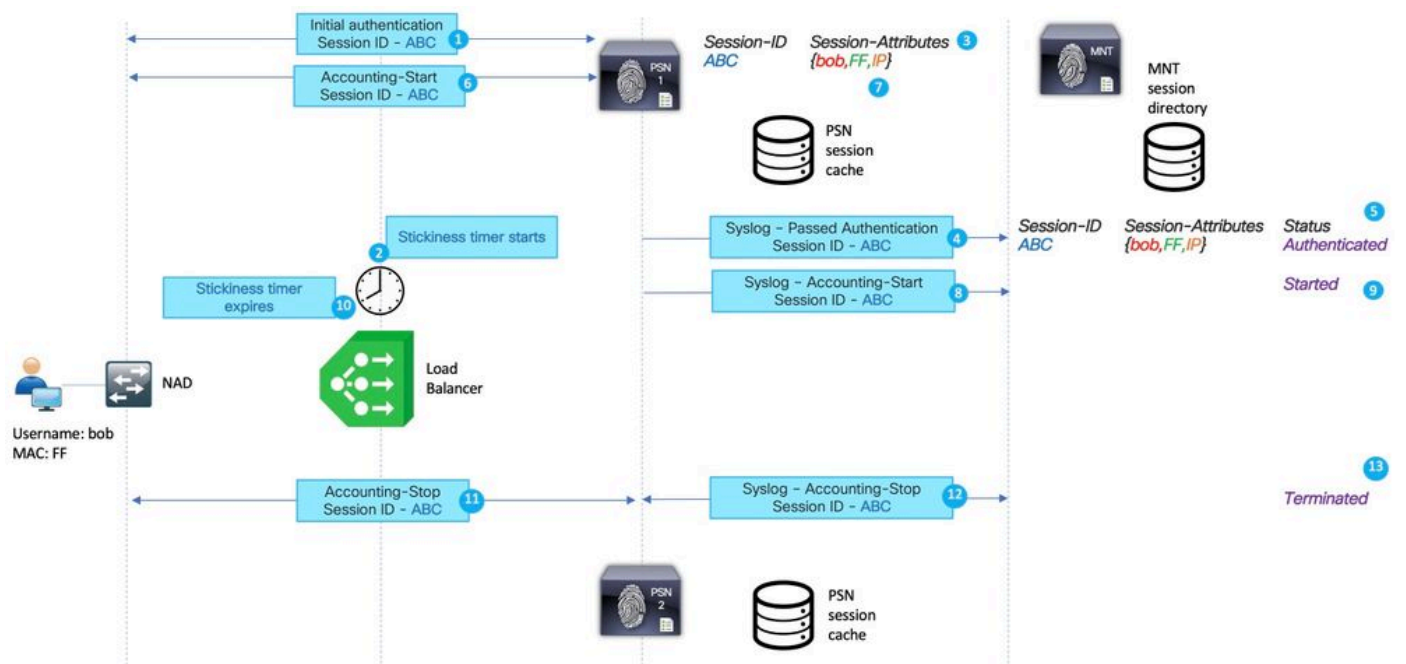 Initial authentication
Session ID - ABC
1
Accounting-Start
Session ID - ABC
6
PSN
1
Session-ID
ABC
Session-Attributes
{bob,FF,IP}
3
7
PSN
session
cache
MNT
MNT
session
directory
2
Stickiness timer starts
Stickiness timer
expires
10
Syslog – Passed Authentication
Session ID - ABC
4
Session-ID
ABC
Session-Attributes
{bob,FF,IP}
Status
Authenticated
5
Syslog – Accounting-Start
Session ID - ABC
8
Started
9
NAD
Load
Balancer
Username: bob
MAC: FF
Accounting-Stop
Session ID - ABC
11
Syslog – Accounting-Stop
Session ID - ABC
12
13
Terminated
PSN
2
PSN
session
cache